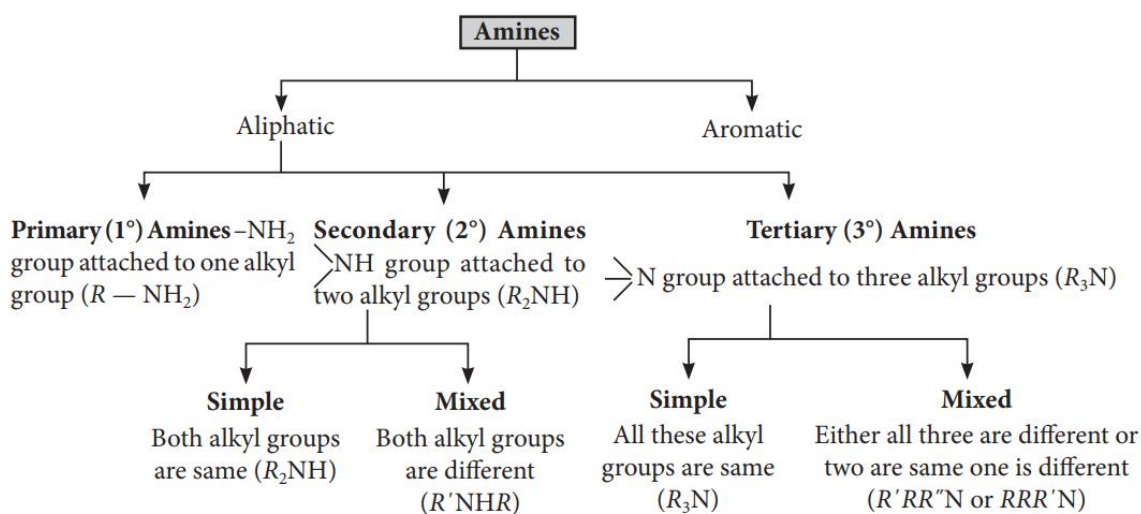 Amines
Aliphatic
Aromatic
Primary (1°) Amines –NH₂
group attached to one alkyl
group (R — NH₂)
Secondary (2°) Amines
NH group attached to
two alkyl groups (R₂NH)
Tertiary (3°) Amines
N group attached to three alkyl groups (R₃N)
Simple
Both alkyl groups
are same (R₂NH)
Mixed
Both alkyl groups
are different
(R′NHR)
Simple
All these alkyl
groups are same
(R₃N)
Mixed
Either all three are different or
two are same one is different
(R′RR″N or RRR′N)